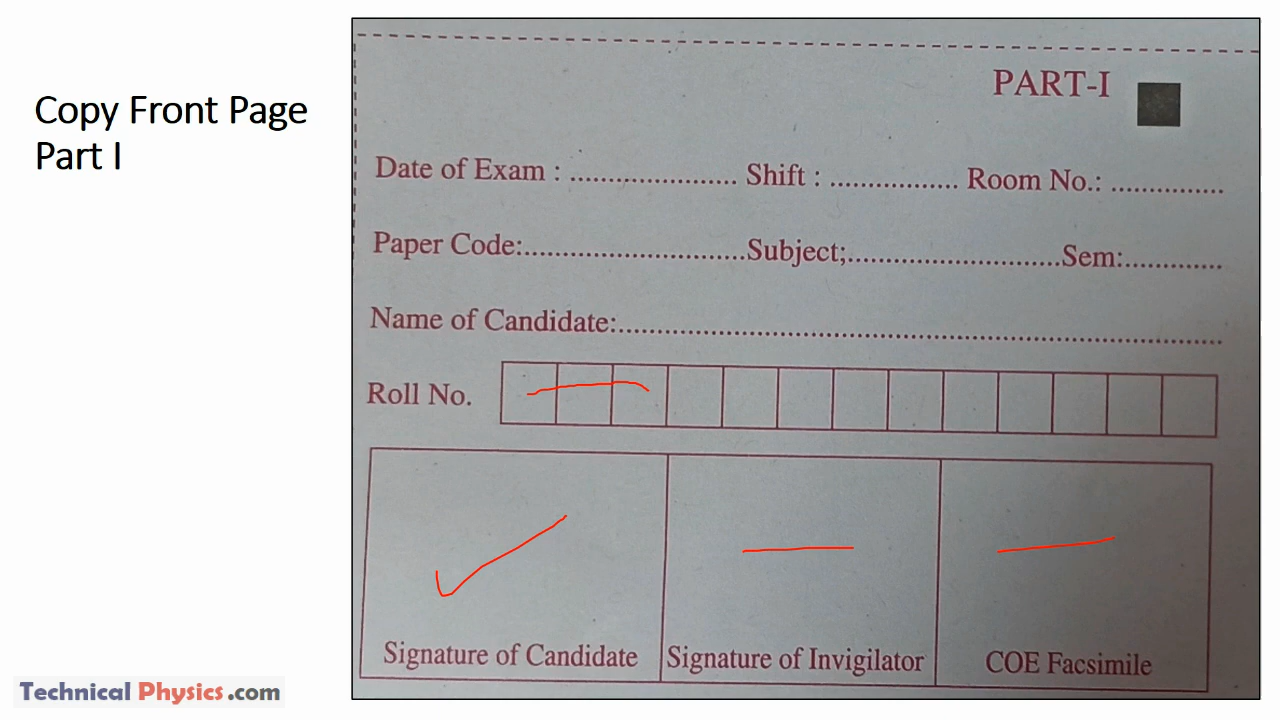 Copy Front Page
Part I
PART-I
Date of Exam : ...................... Shift : ................. Room No.: ...............
Paper Code:.............................Subject;............................Sem:.............
Name of Candidate:...............................................................................
Roll No.
Signature of Candidate
Signature of Invigilator
COE Facsimile
Technical Physics.com